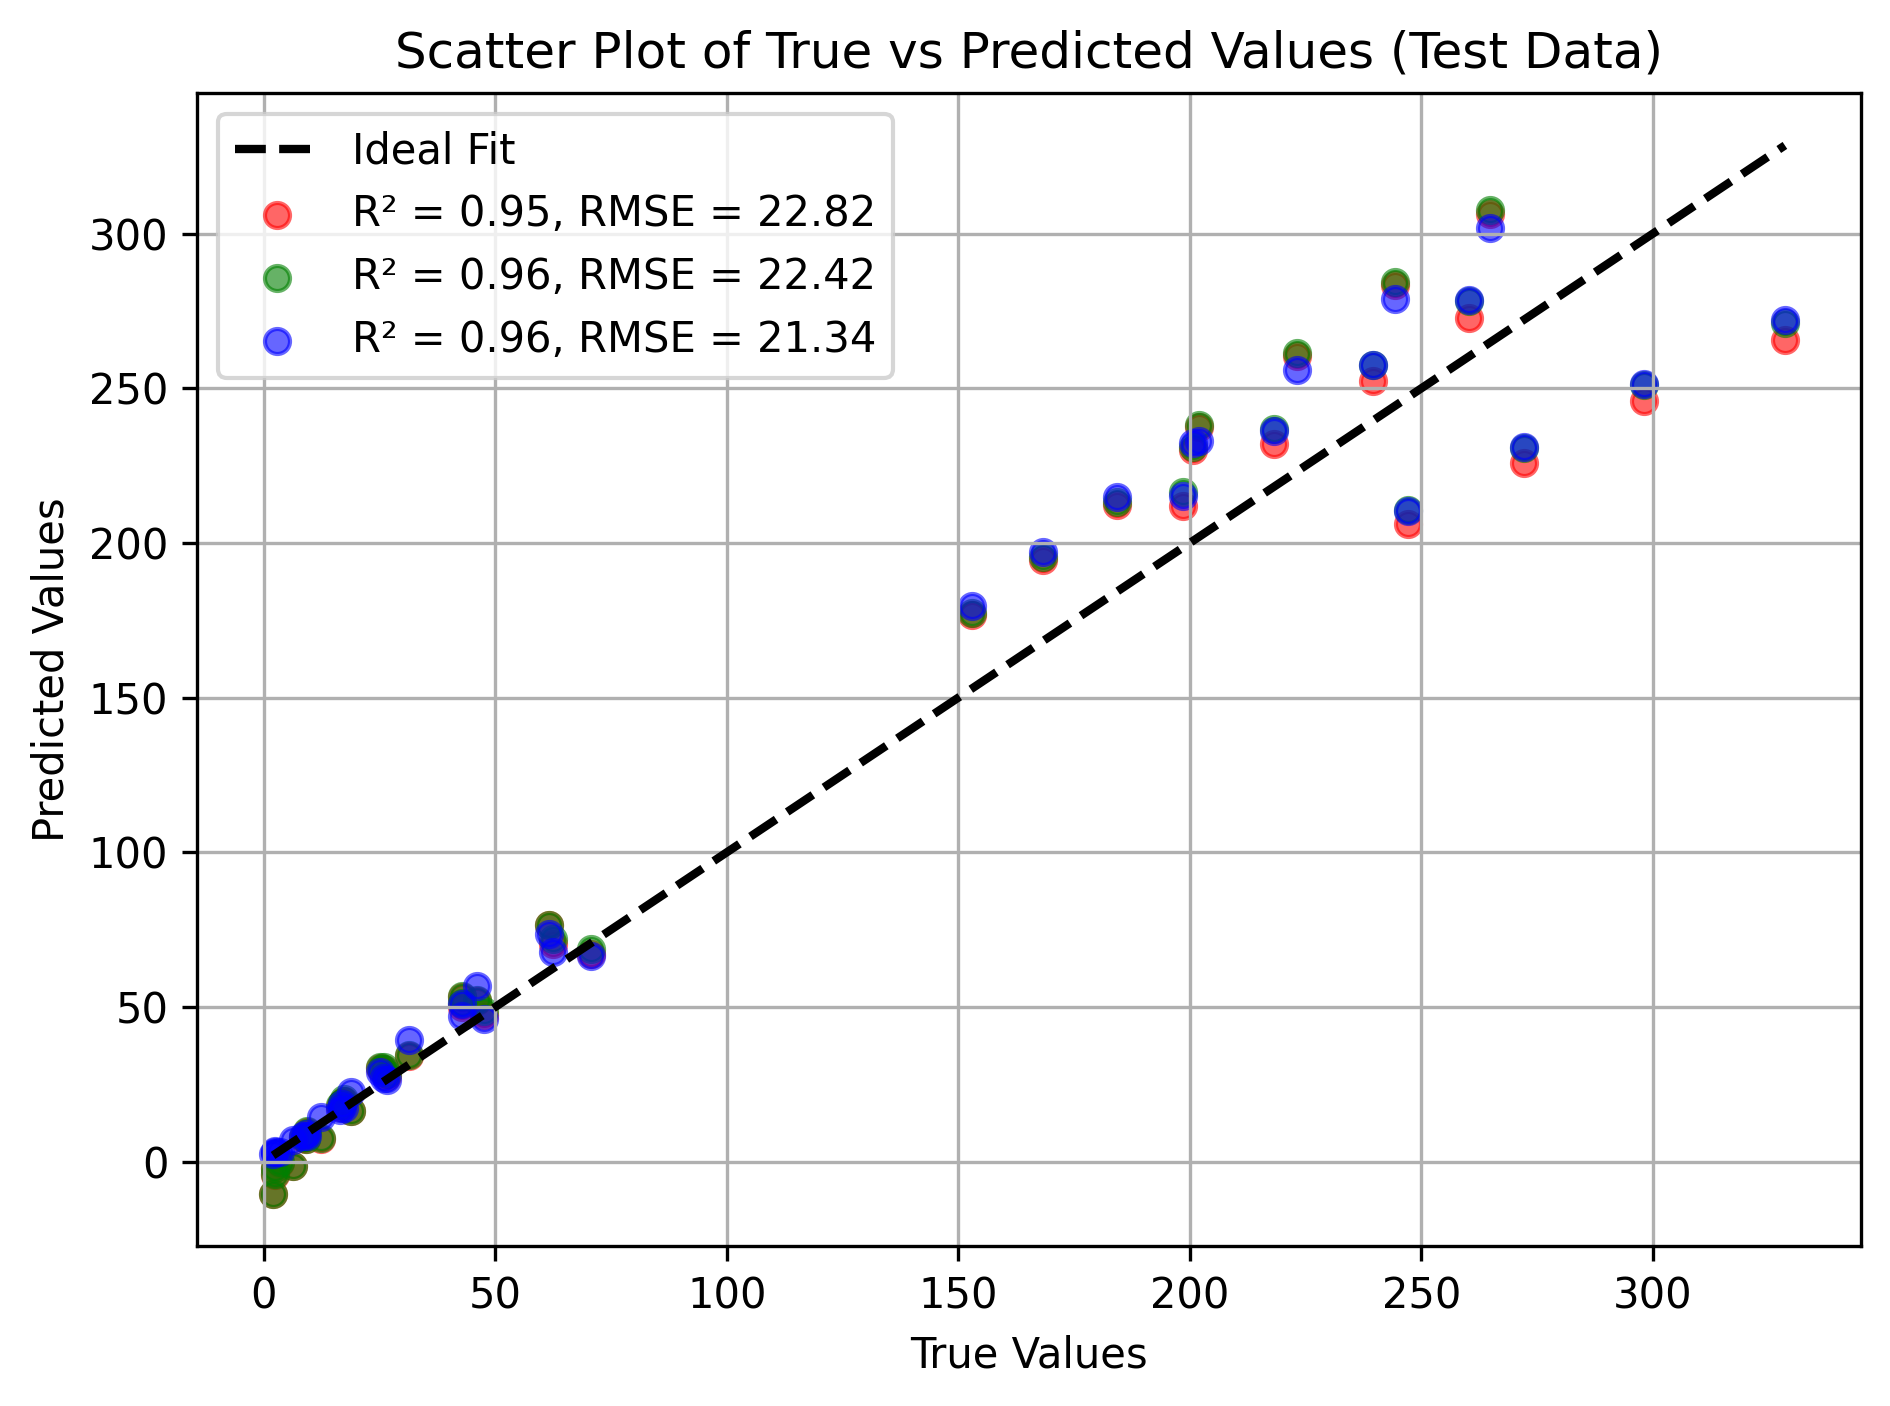 Scatter Plot of True vs Predicted Values (Test Data)
Ideal Fit
R² = 0.95, RMSE = 22.82
R² = 0.96, RMSE = 22.42
R² = 0.96, RMSE = 21.34
Predicted Values
300
250
200
150
100
50
0
0 50 100 150 200 250 300
True Values